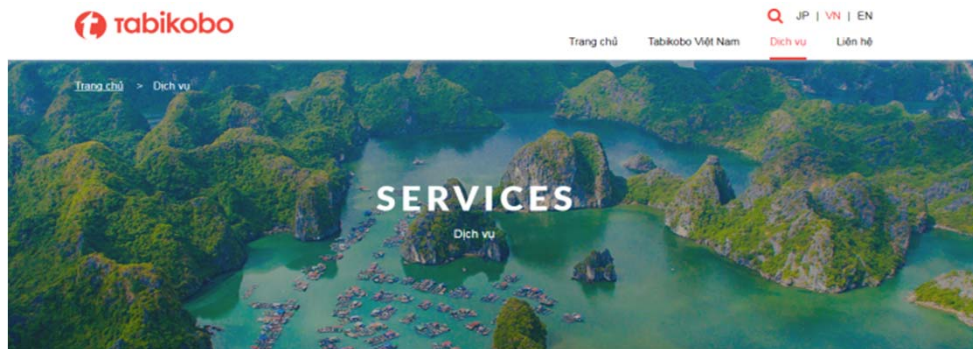 Tabikobo
JP | VN | EN
Trang chủ Tabikobo Việt Nam Dịch vụ Liên hệ
Trang chủ > Dịch vụ
SERVICES
Dịch vụ